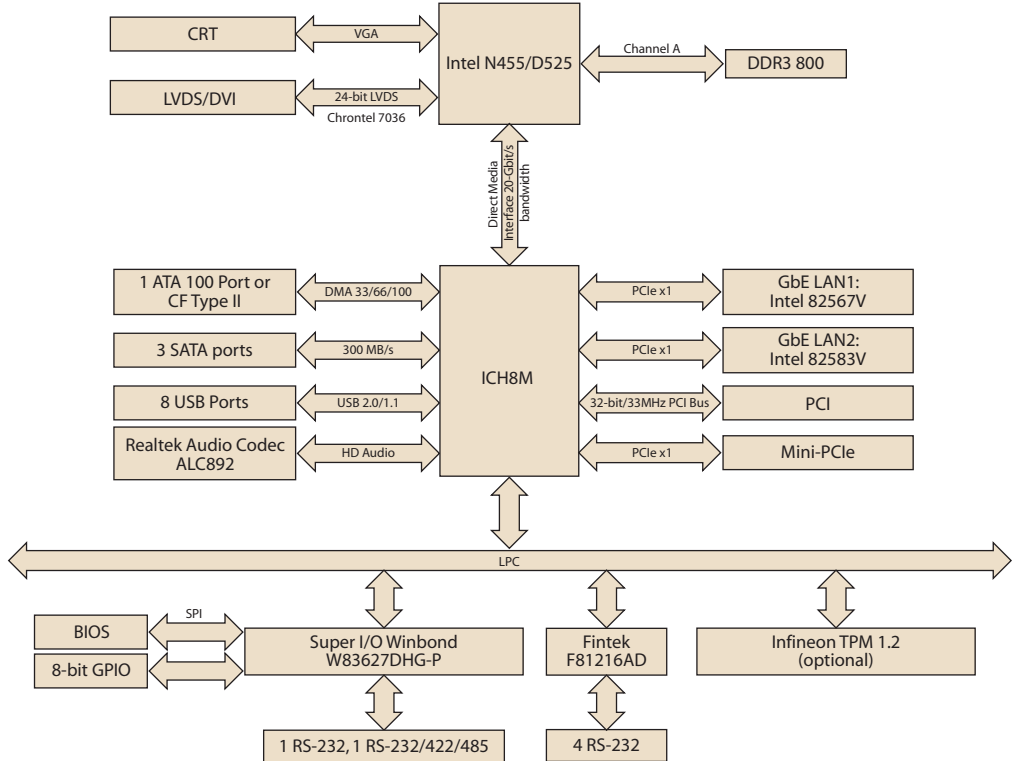 CRT
VGA
Intel N455/D525
Channel A
DDR3 800
LVDS/DVI
24-bit LVDS
Chrontel 7036
Direct Media
Interface 20-Gbit/s
bandwidth
1 ATA 100 Port or
CF Type II
DMA 33/66/100
ICH8M
PCIe x1
GbE LAN1:
Intel 82567V
3 SATA ports
300 MB/s
PCIe x1
GbE LAN2:
Intel 82583V
8 USB Ports
USB 2.0/1.1
32-bit/33MHz PCI Bus
PCI
Realtek Audio Codec
ALC892
HD Audio
PCIe x1
Mini-PCIe
LPC
BIOS
SPI
8-bit GPIO
Super I/O Winbond
W83627DHG-P
Fintek
F81216AD
Infineon TPM 1.2
(optional)
1 RS-232, 1 RS-232/422/485
4 RS-232